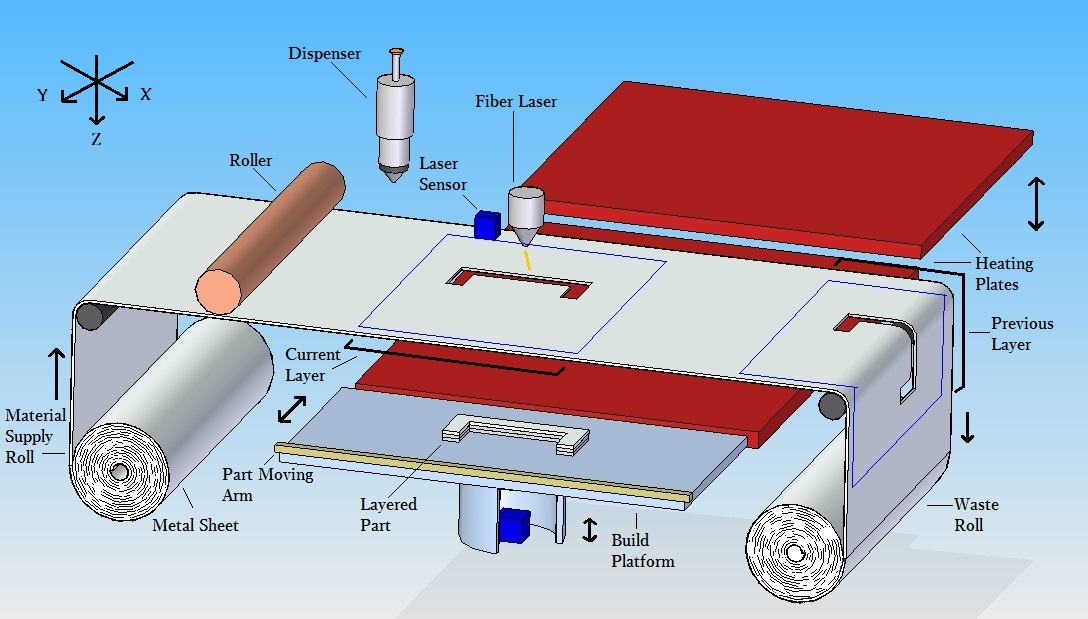 Dispenser
Fiber Laser
Y
X
Z
Roller
Laser
Sensor
Heating
Plates
Previous
Layer
Current
Layer
Material
Supply
Roll
Part Moving
Arm
Metal Sheet
Layered
Part
Build
Platform
Waste
Roll